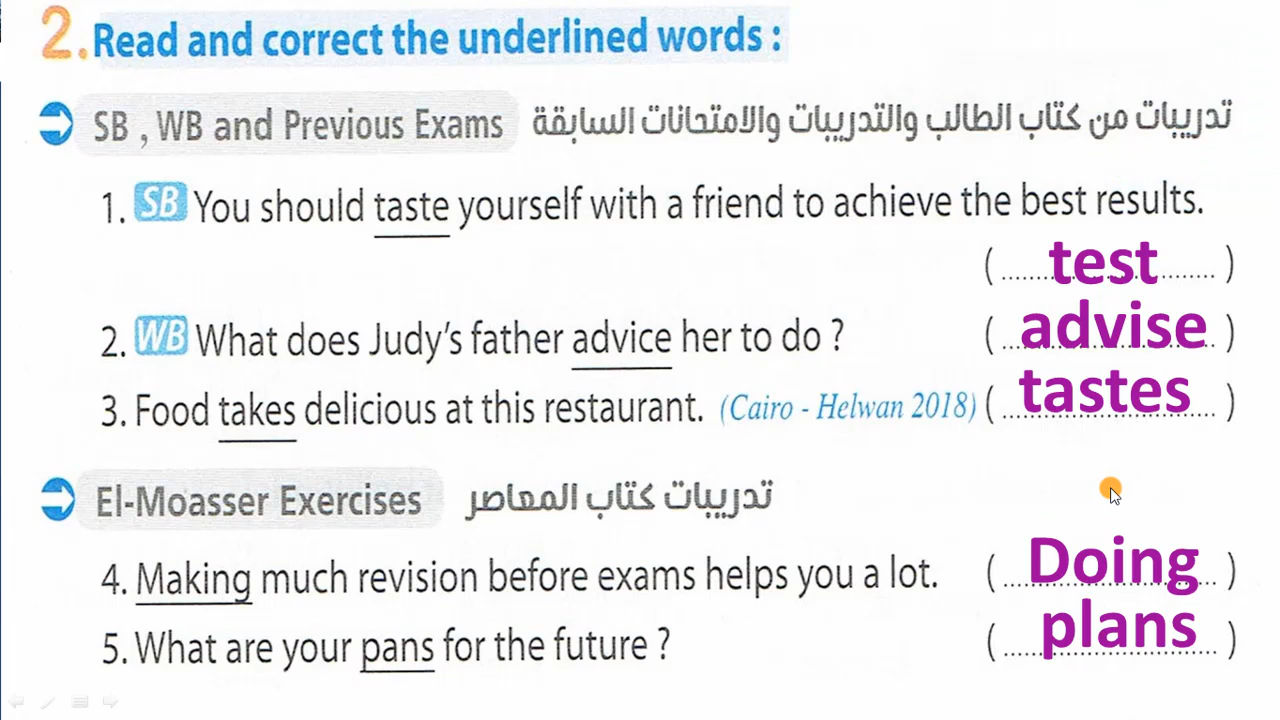 2. Read and correct the underlined words :
SB , WB and Previous Exams تدريبات من كتاب الطالب والتدريبات والامتحانات السابقة
1. SB You should taste yourself with a friend to achieve the best results.
(......test......)
2. WB What does Judy's father advice her to do ? (......advise......)
3. Food takes delicious at this restaurant. (Cairo - Helwan 2018) (......tastes......)
El-Moasser Exercises تدريبات كتاب المعاصر
4. Making much revision before exams helps you a lot. (......Doing......)
5. What are your pans for the future ? (......plans......)